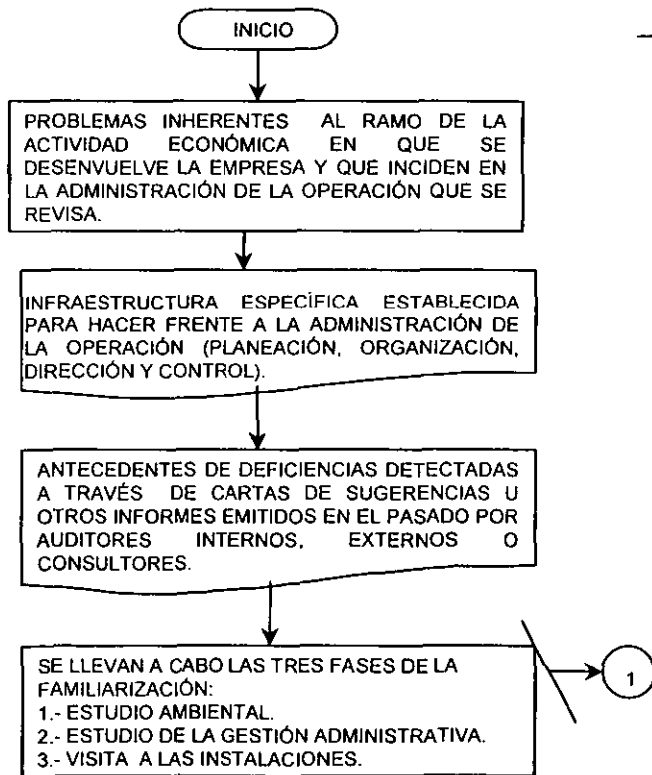 INICIO
PROBLEMAS INHERENTES AL RAMO DE LA
ACTIVIDAD ECONÓMICA EN QUE SE
DESENVUELVE LA EMPRESA Y QUE INCIDEN EN
LA ADMINISTRACIÓN DE LA OPERACIÓN QUE SE
REVISA.
INFRAESTRUCTURA ESPECÍFICA ESTABLECIDA
PARA HACER FRENTE A LA ADMINISTRACIÓN DE
LA OPERACIÓN (PLANEACIÓN, ORGANIZACIÓN,
DIRECCIÓN Y CONTROL).
ANTECEDENTES DE DEFICIENCIAS DETECTADAS
A TRAVÉS DE CARTAS DE SUGERENCIAS U
OTROS INFORMES EMITIDOS EN EL PASADO POR
AUDITORES INTERNOS, EXTERNOS O
CONSULTORES.
SE LLEVAN A CABO LAS TRES FASES DE LA
FAMILIARIZACIÓN:
1.- ESTUDIO AMBIENTAL.
2.- ESTUDIO DE LA GESTIÓN ADMINISTRATIVA.
3.- VISITA A LAS INSTALACIONES.
1